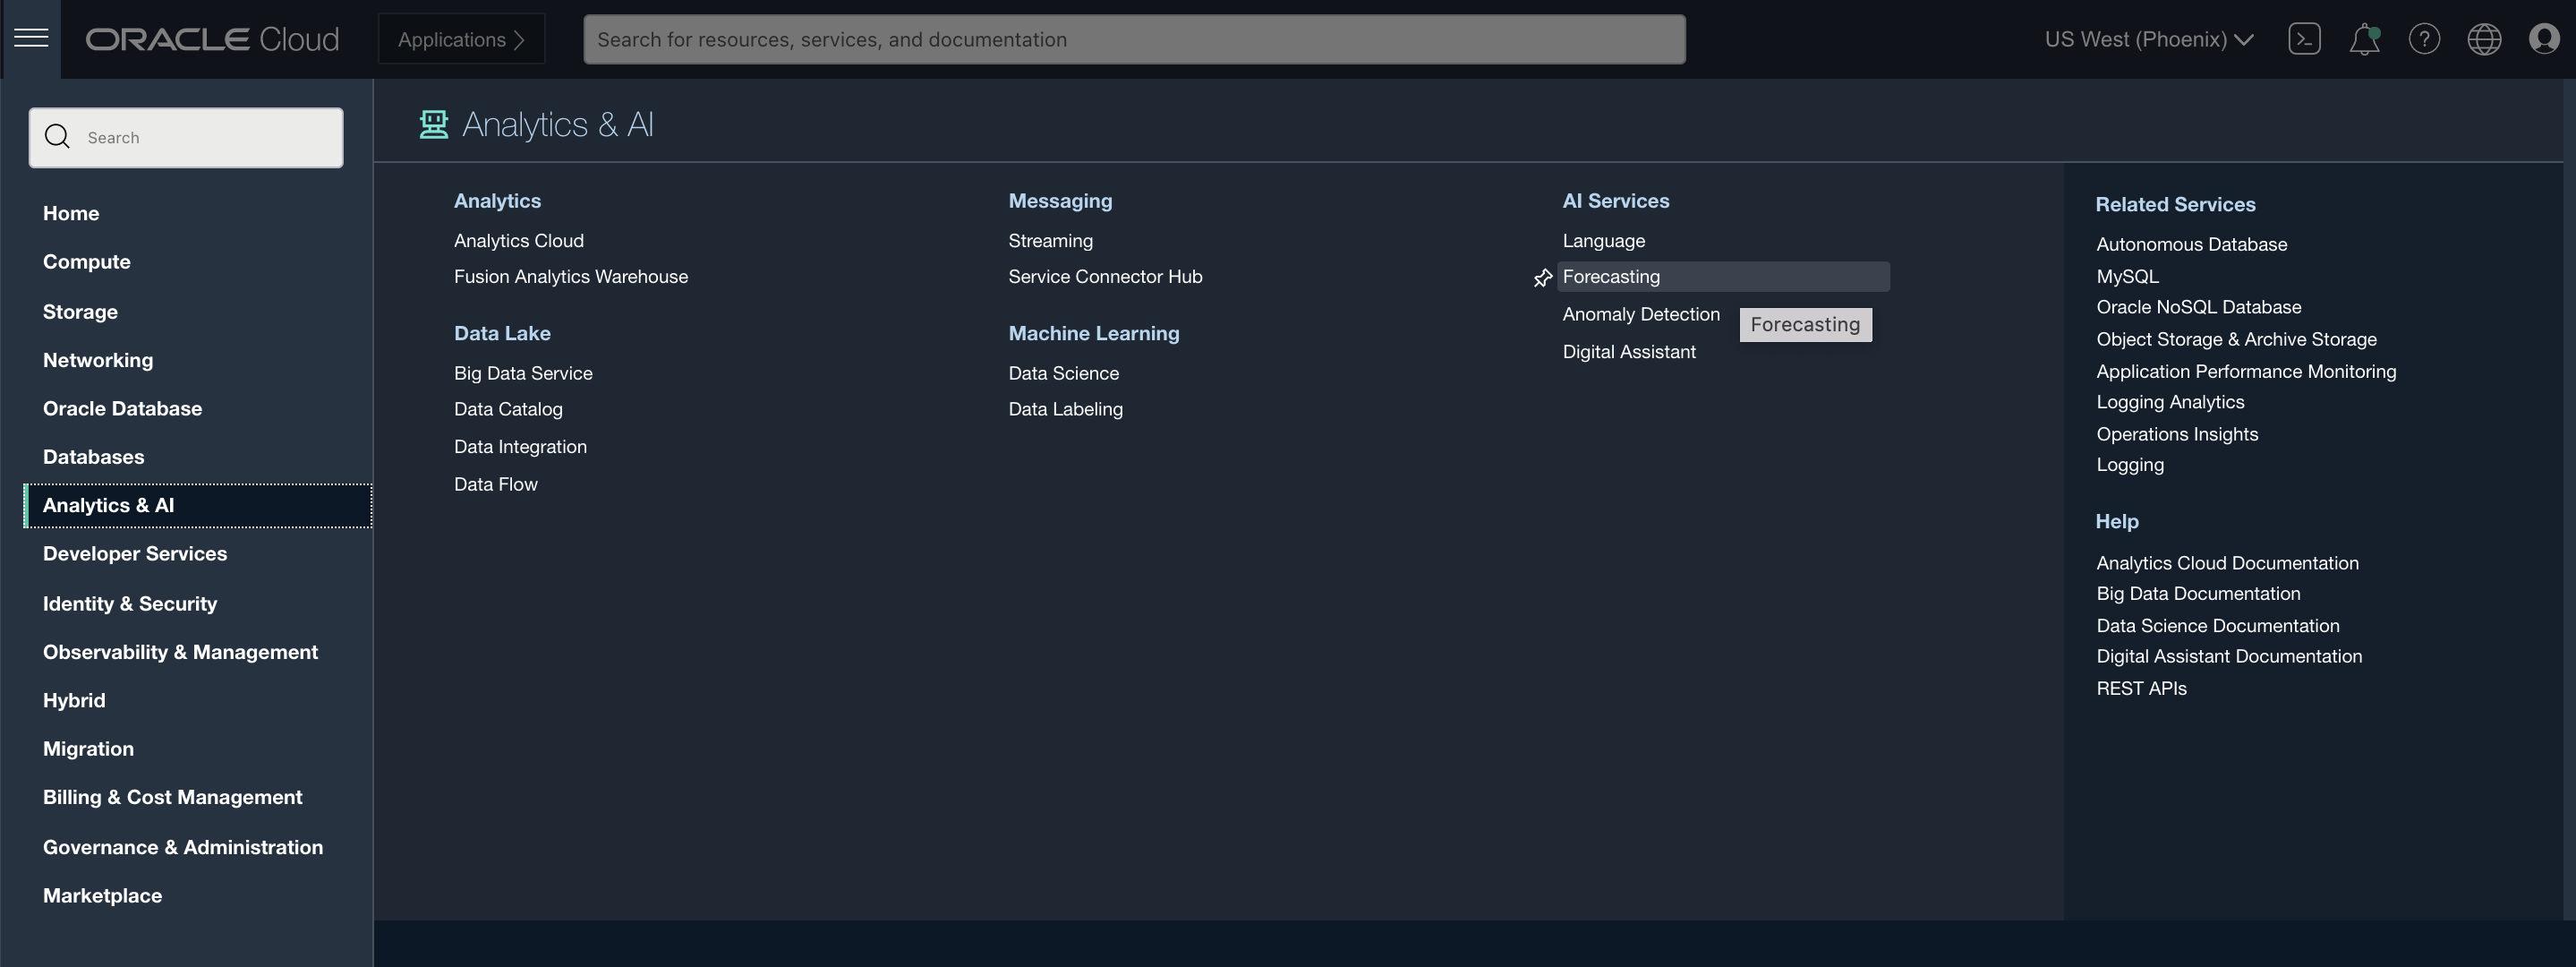 ORACLE Cloud
Applications
Search for resources, services, and documentation
US West (Phoenix)
Search
Home
Compute
Storage
Networking
Oracle Database
Databases
Analytics & AI
Developer Services
Identity & Security
Observability & Management
Hybrid
Migration
Billing & Cost Management
Governance & Administration
Marketplace
Analytics & AI
Analytics
Analytics Cloud
Fusion Analytics Warehouse
Data Lake
Big Data Service
Data Catalog
Data Integration
Data Flow
Messaging
Streaming
Service Connector Hub
Machine Learning
Data Science
Data Labeling
AI Services
Language
Forecasting
Anomaly Detection
Forecasting
Digital Assistant
Related Services
Autonomous Database
MySQL
Oracle NoSQL Database
Object Storage & Archive Storage
Application Performance Monitoring
Logging Analytics
Operations Insights
Logging
Help
Analytics Cloud Documentation
Big Data Documentation
Data Science Documentation
Digital Assistant Documentation
REST APIs